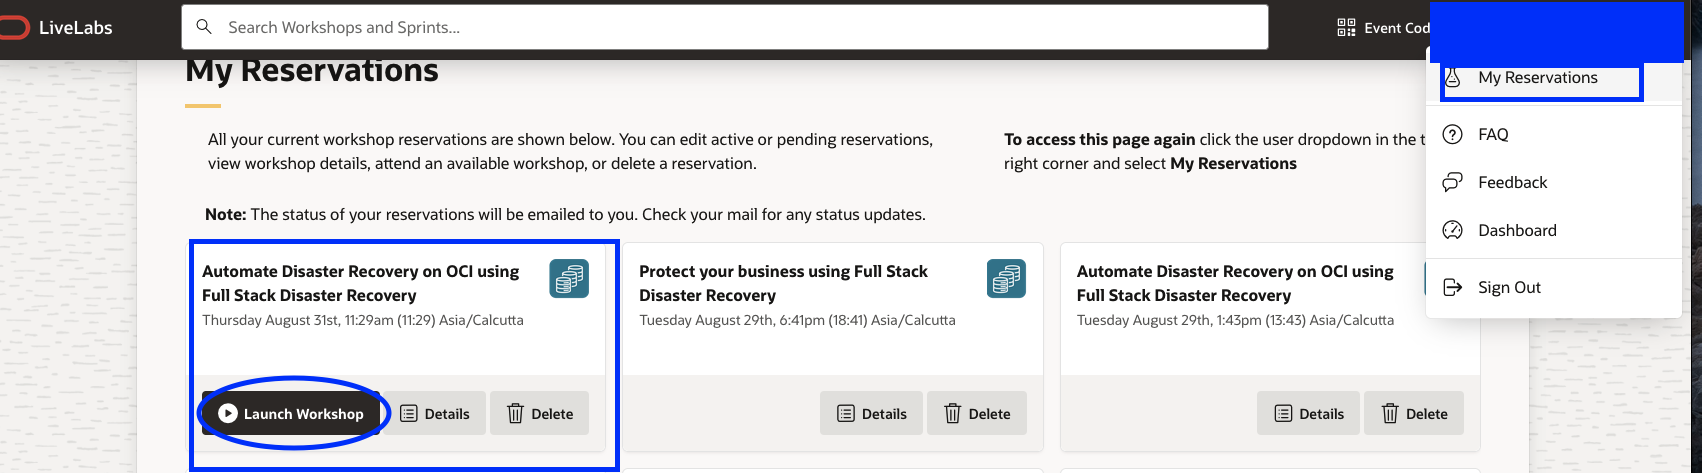 LiveLabs
Search Workshops and Sprints...
Event Cod
My Reservations
My Reservations
FAQ
Feedback
Dashboard
Sign Out
All your current workshop reservations are shown below. You can edit active or pending reservations,
view workshop details, attend an available workshop, or delete a reservation.
To access this page again click the user dropdown in the t
right corner and select My Reservations
Note: The status of your reservations will be emailed to you. Check your mail for any status updates.
Automate Disaster Recovery on OCI using
Full Stack Disaster Recovery
Thursday August 31st, 11:29am (11:29) Asia/Calcutta
Launch Workshop
Details
Delete
Protect your business using Full Stack
Disaster Recovery
Tuesday August 29th, 6:41pm (18:41) Asia/Calcutta
Details
Delete
Automate Disaster Recovery on OCI using
Full Stack Disaster Recovery
Tuesday August 29th, 1:43pm (13:43) Asia/Calcutta
Details
Delete